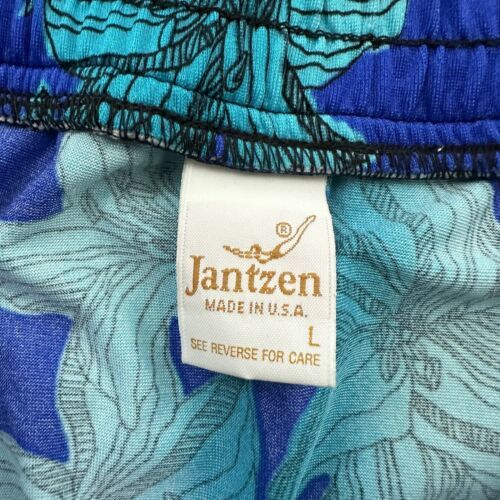 ®
Jantzen
MADE IN U.S.A.
L
SEE REVERSE FOR CARE